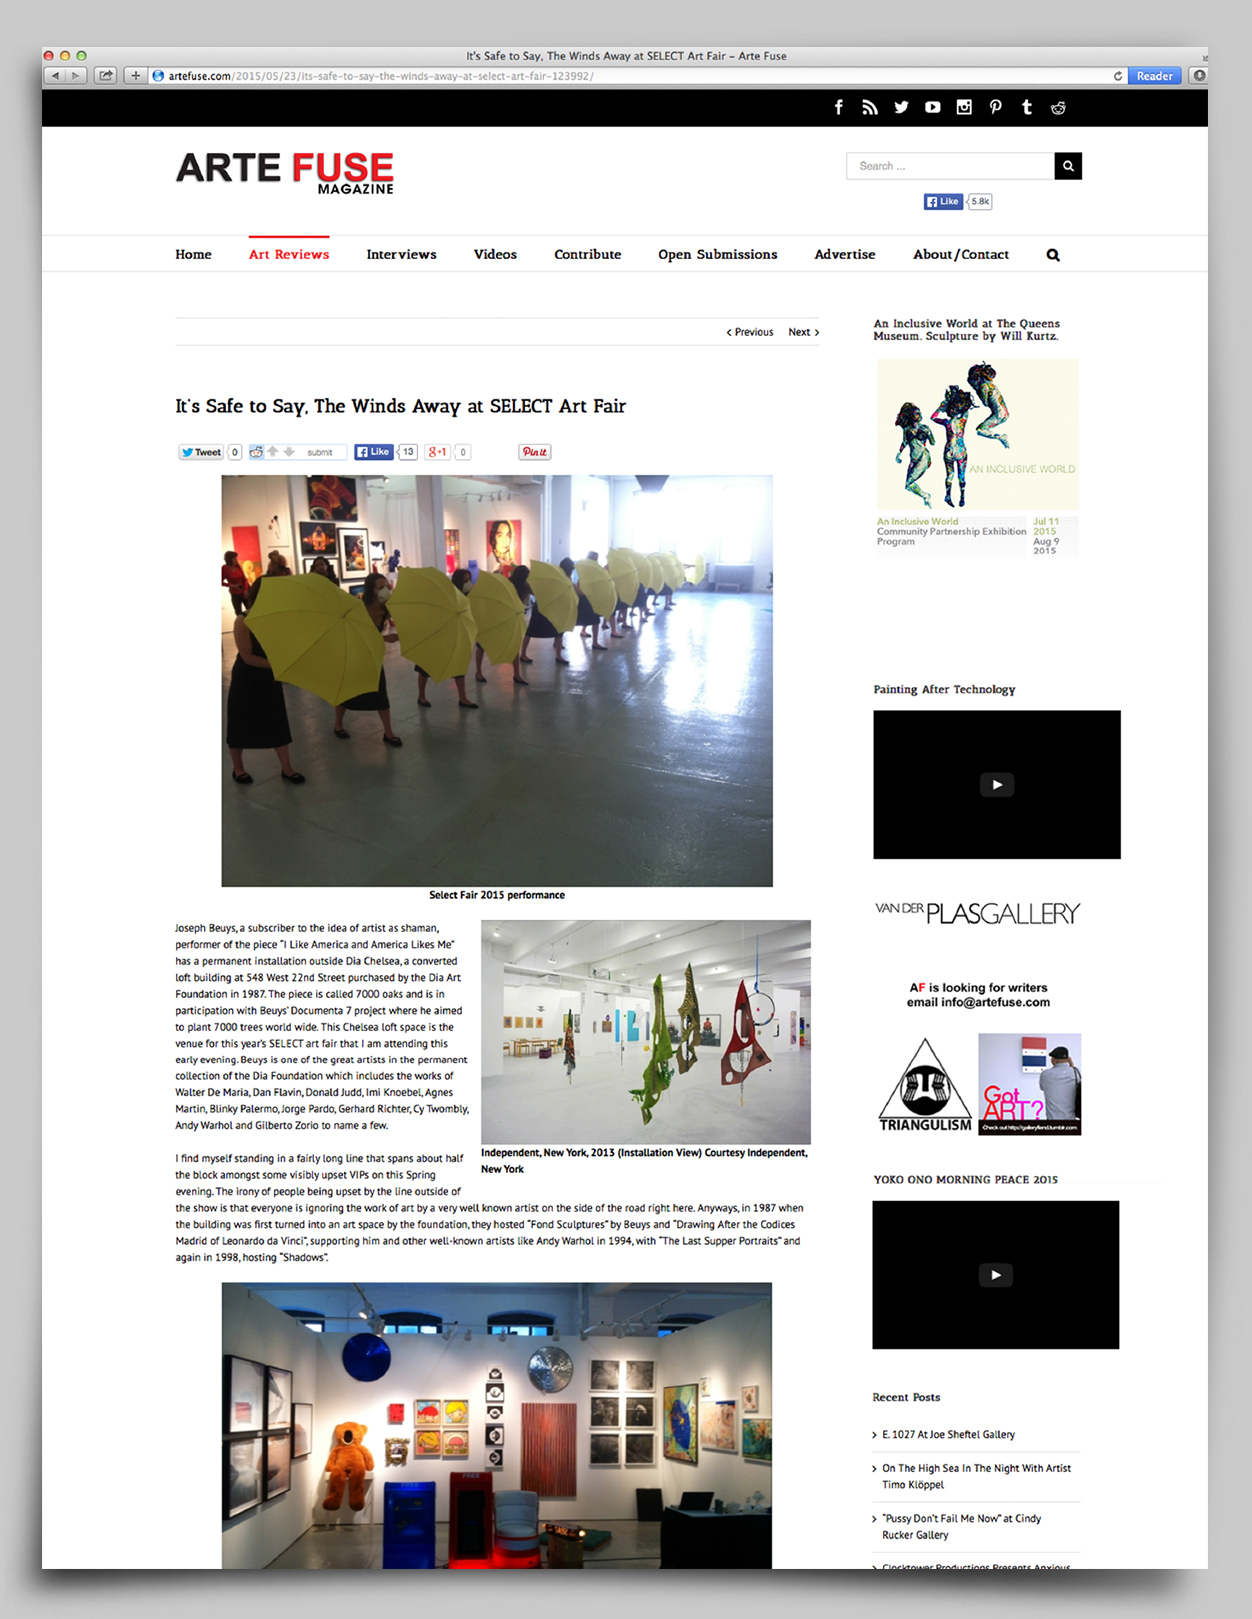 It's Safe to Say, The Winds Away at SELECT Art Fair – Arte Fuse
artefuse.com/2015/05/23/its-safe-to-say-the-winds-away-at-select-art-fair-123992/
Reader
ARTE FUSE
MAGAZINE
Search ...
Like 5.8k
Home Art Reviews Interviews Videos Contribute Open Submissions Advertise About/Contact
Previous Next
It's Safe to Say, The Winds Away at SELECT Art Fair
Tweet 0 submit Like 13 g+1 0 Pin it
Select Fair 2015 performance
Joseph Beuys, a subscriber to the idea of artist as shaman,
performer of the piece "I Like America and America Likes Me"
has a permanent installation outside Dia Chelsea, a converted
loft building at 548 West 22nd Street purchased by the Dia Art
Foundation in 1987. The piece is called 7000 oaks and is in
participation with Beuys' Documenta 7 project where he aimed
to plant 7000 trees world wide. This Chelsea loft space is the
venue for this year's SELECT art fair that I am attending this
early evening. Beuys is one of the great artists in the permanent
collection of the Dia Foundation which includes the works of
Walter De Maria, Dan Flavin, Donald Judd, Imi Knoebel, Agnes
Martin, Blinky Palermo, Jorge Pardo, Gerhard Richter, Cy Twombly,
Andy Warhol and Gilberto Zorio to name a few.
Independent, New York, 2013 (Installation View) Courtesy Independent,
New York
I find myself standing in a fairly long line that spans about half
the block amongst some visibly upset VIPs on this Spring
evening. The irony of people being upset by the line outside of
the show is that everyone is ignoring the work of art by a very well known artist on the side of the road right here. Anyways, in 1987 when
the building was first turned into an art space by the foundation, they hosted "Fond Sculptures" by Beuys and "Drawing After the Codices
Madrid of Leonardo da Vinci", supporting him and other well-known artists like Andy Warhol in 1994, with "The Last Supper Portraits" and
again in 1998, hosting "Shadows".
FREE FREE
An Inclusive World at The Queens
Museum. Sculpture by Will Kurtz.
AN INCLUSIVE WORLD
An Inclusive World
Community Partnership Exhibition
Program
Jul 11
2015
Aug 9
2015
Painting After Technology
VAN DER PLASGALLERY
AF is looking for writers
email info@artefuse.com
TRIANGULISM
Got
ART?
Check out http://galleryfiend.tumblr.com
YOKO ONO MORNING PEACE 2015
Recent Posts
E. 1027 At Joe Sheftel Gallery
On The High Sea In The Night With Artist
Timo Klöppel
"Pussy Don't Fail Me Now" at Cindy
Rucker Gallery
Clocktower Productions Presents Anxious